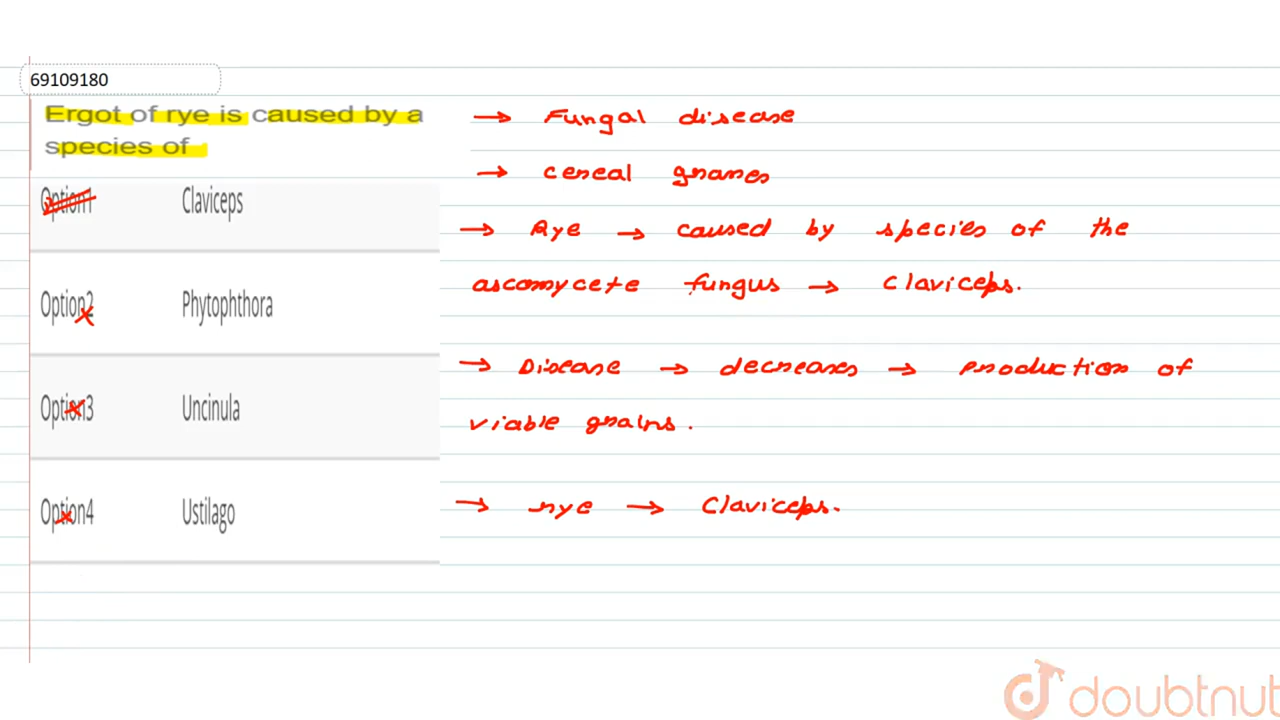 69109180
Ergot of rye is caused by a
species of
Option1 Claviceps
Option2 Phytophthora
Option3 Uncinula
Option4 Ustilago
→ Fungal disease
→ cereal grasses
→ Rye → caused by species of the
ascomycete fungus → Claviceps.
→ Disease → decreases → production of
viable grains.
→ rye → Claviceps.
doubtnut